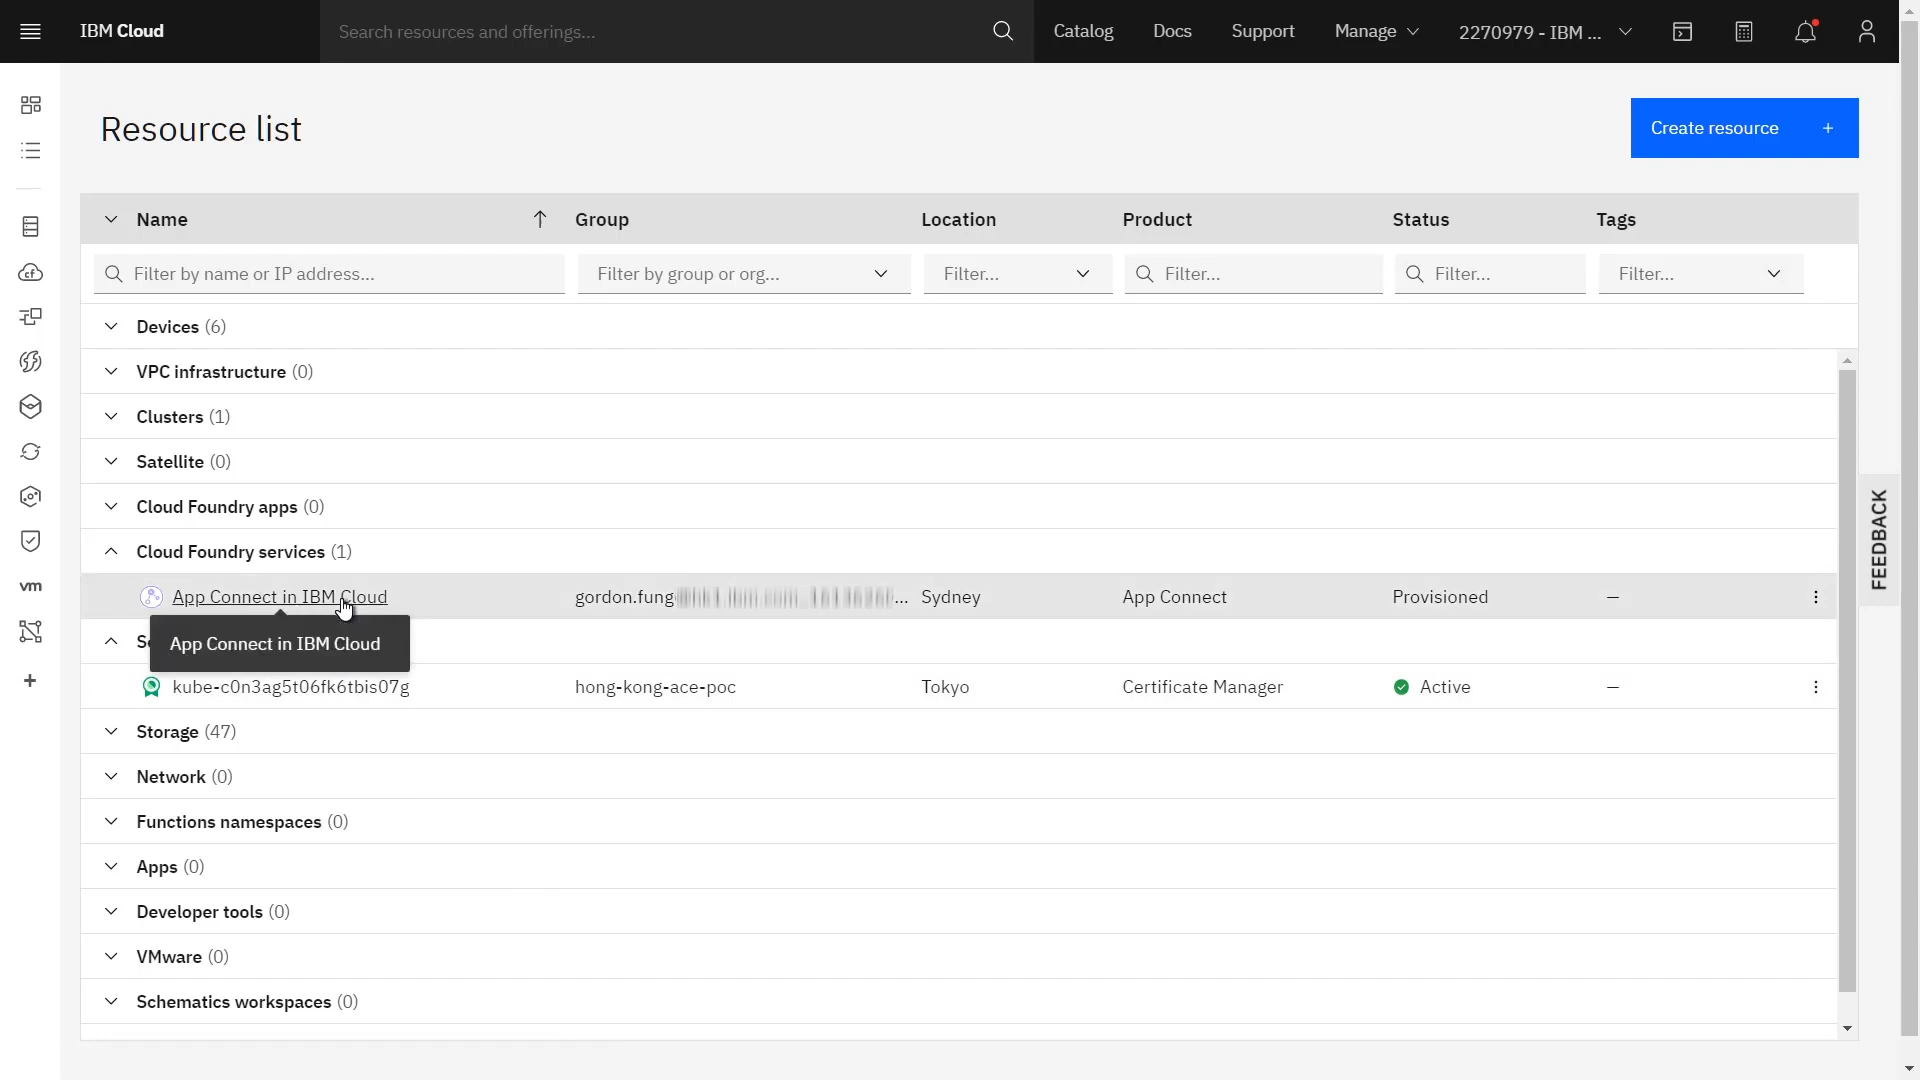 IBM Cloud
Search resources and offerings...
Catalog
Docs
Support
Manage
2270979 - IBM ...
Resource list
Create resource +
Name
Group
Location
Product
Status
Tags
Filter by name or IP address...
Filter by group or org...
Filter...
Filter...
Filter...
Filter...
Devices (6)
VPC infrastructure (0)
Clusters (1)
Satellite (0)
Cloud Foundry apps (0)
Cloud Foundry services (1)
App Connect in IBM Cloud
gordon.fung
...
Sydney
App Connect
Provisioned
–
App Connect in IBM Cloud
kube-c0n3ag5t06fk6tbis07g
hong-kong-ace-poc
Tokyo
Certificate Manager
Active
–
Storage (47)
Network (0)
Functions namespaces (0)
Apps (0)
Developer tools (0)
VMware (0)
Schematics workspaces (0)
vm
cf
FEEDBACK